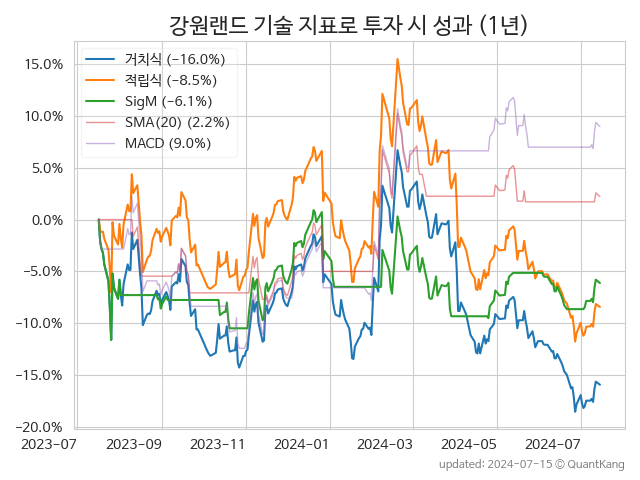 강원랜드 기술 지표로 투자 시 성과 (1년)
거치식 (−16.0%)
적립식 (−8.5%)
SigM (−6.1%)
SMA(20) (2.2%)
MACD (9.0%)
15.0%
10.0%
5.0%
0.0%
−5.0%
−10.0%
−15.0%
−20.0%
2023-07 2023-09 2023-11 2024-01 2024-03 2024-05 2024-07
updated: 2024-07-15 © QuantKang